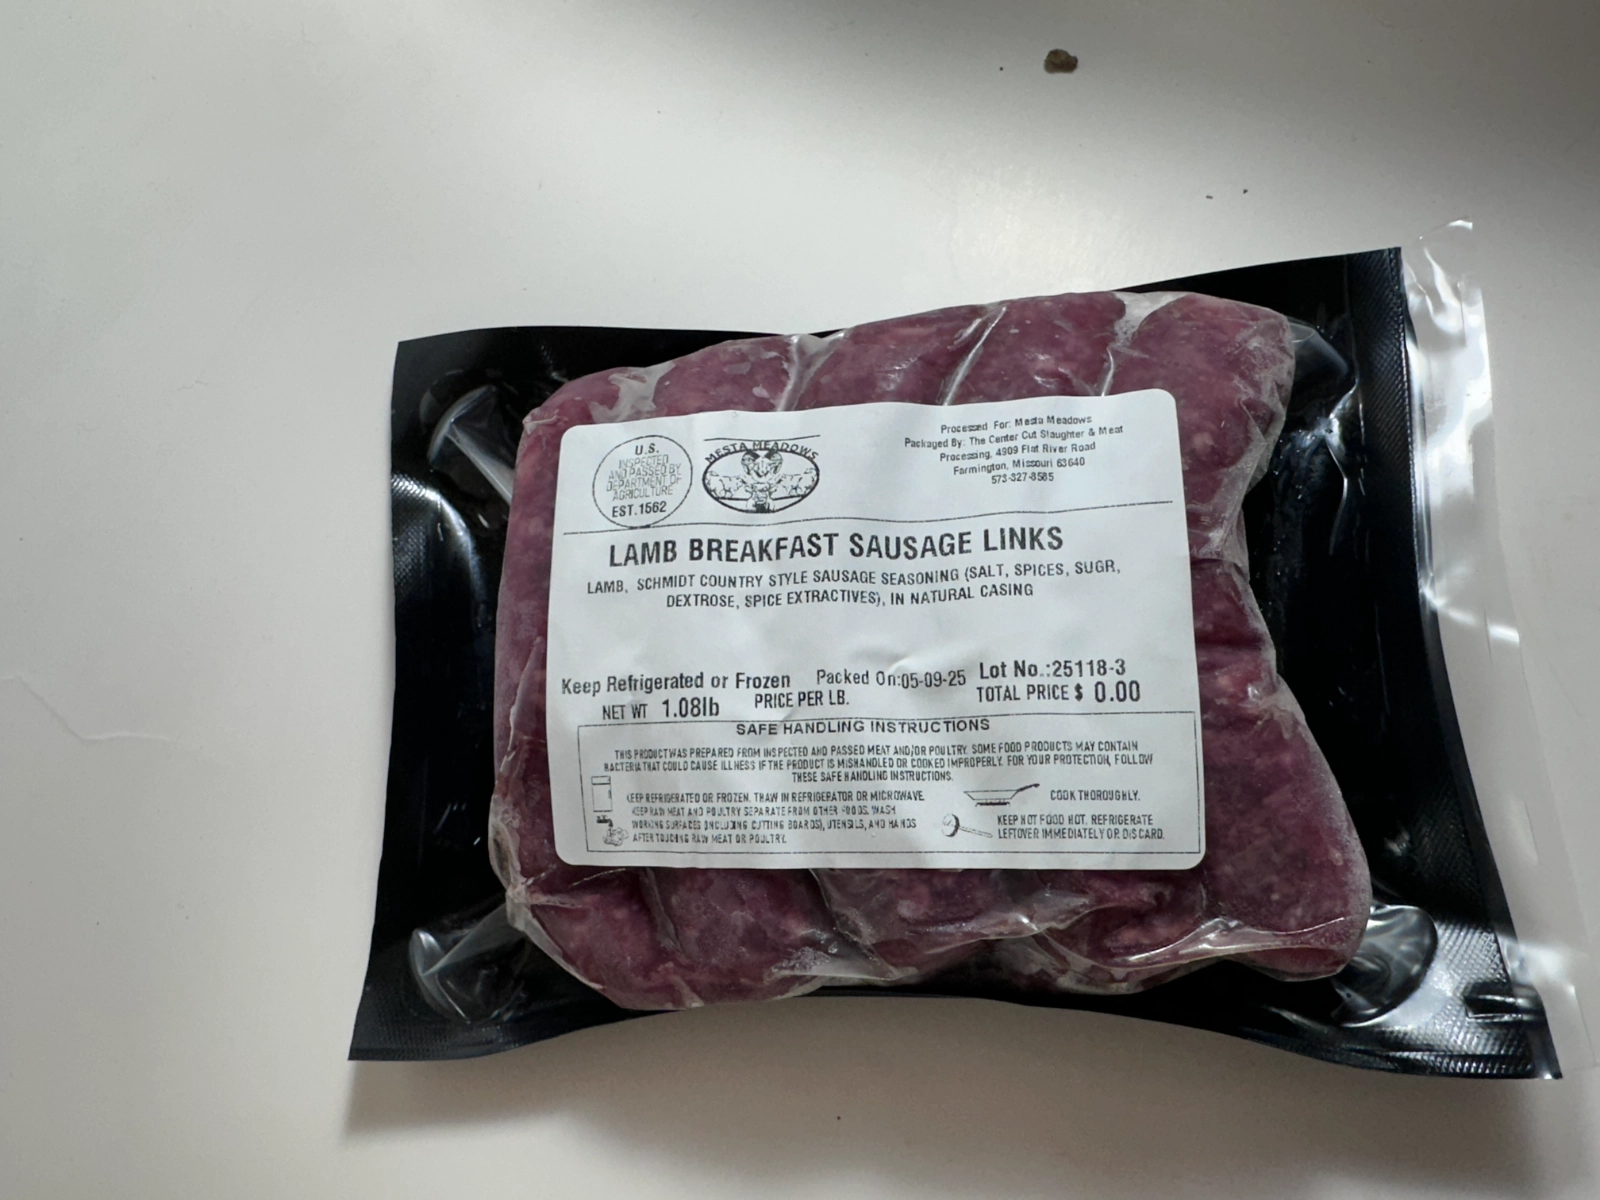 U.S.
INSPECTED
AND PASSED BY
DEPARTMENT OF
AGRICULTURE
EST.1562
MESTA MEADOWS
Processed For: Mesta Meadows
Packaged By: The Center Cut Slaughter & Meat
Processing, 4909 Flat River Road
Farmington, Missouri 63640
573-327-8585
LAMB BREAKFAST SAUSAGE LINKS
LAMB, SCHMIDT COUNTRY STYLE SAUSAGE SEASONING (SALT, SPICES, SUGR,
DEXTROSE, SPICE EXTRACTIVES), IN NATURAL CASING
Keep Refrigerated or Frozen Packed On:05-09-25 Lot No.:25118-3
NET WT 1.08lb PRICE PER LB. TOTAL PRICE $ 0.00
SAFE HANDLING INSTRUCTIONS
THIS PRODUCT WAS PREPARED FROM INSPECTED AND PASSED MEAT AND/OR POULTRY. SOME FOOD PRODUCTS MAY CONTAIN
BACTERIA THAT COULD CAUSE ILLNESS IF THE PRODUCT IS MISHANDLED OR COOKED IMPROPERLY. FOR YOUR PROTECTION, FOLLOW
THESE SAFE HANDLING INSTRUCTIONS.
KEEP REFRIGERATED OR FROZEN. THAW IN REFRIGERATOR OR MICROWAVE.
KEEP RAW MEAT AND POULTRY SEPARATE FROM OTHER FOODS. WASH
WORKING SURFACES (INCLUDING CUTTING BOARDS), UTENSILS, AND HANDS
AFTER TOUCHING RAW MEAT OR POULTRY.
COOK THOROUGHLY.
KEEP HOT FOOD HOT. REFRIGERATE
LEFTOVER IMMEDIATELY OR DISCARD.